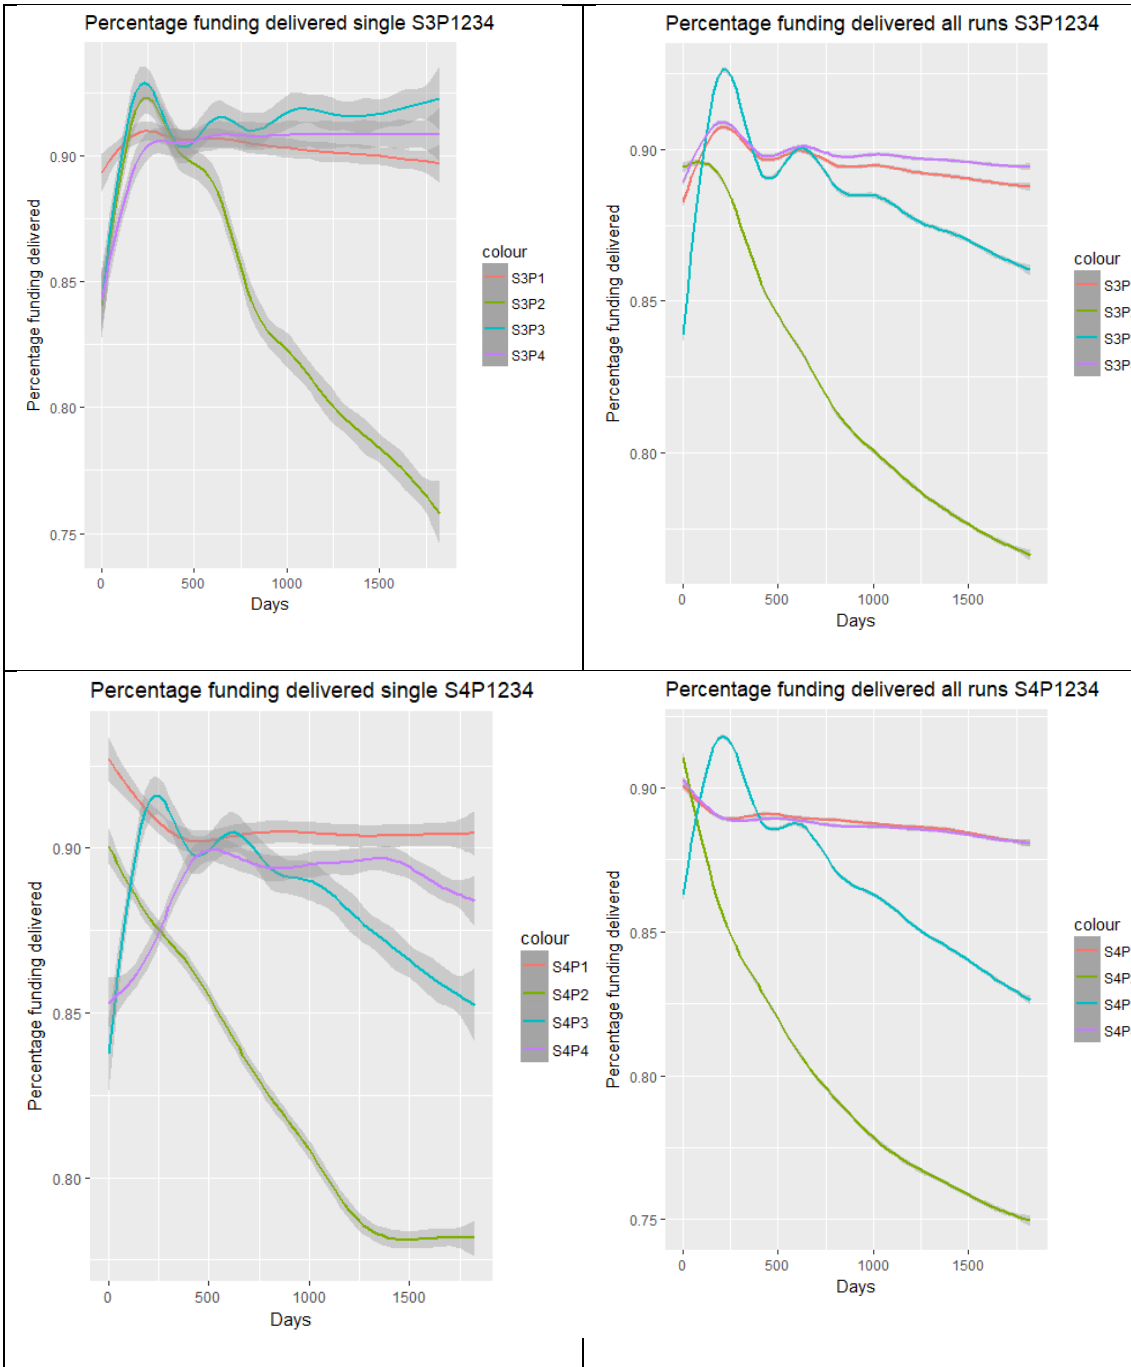 Percentage funding delivered single S3P1234
Percentage funding delivered
0.90
0.85
0.80
0.75
0
500
1000
1500
Days
colour
S3P1
S3P2
S3P3
S3P4
Percentage funding delivered all runs S3P1234
Percentage funding delivered
0.90
0.85
0.80
0
500
1000
1500
Days
colour
S3P
S3P
S3P
S3P
Percentage funding delivered single S4P1234
Percentage funding delivered
0.90
0.85
0.80
0
500
1000
1500
Days
colour
S4P1
S4P2
S4P3
S4P4
Percentage funding delivered all runs S4P1234
Percentage funding delivered
0.90
0.85
0.80
0.75
0
500
1000
1500
Days
colour
S4P
S4P
S4P
S4P